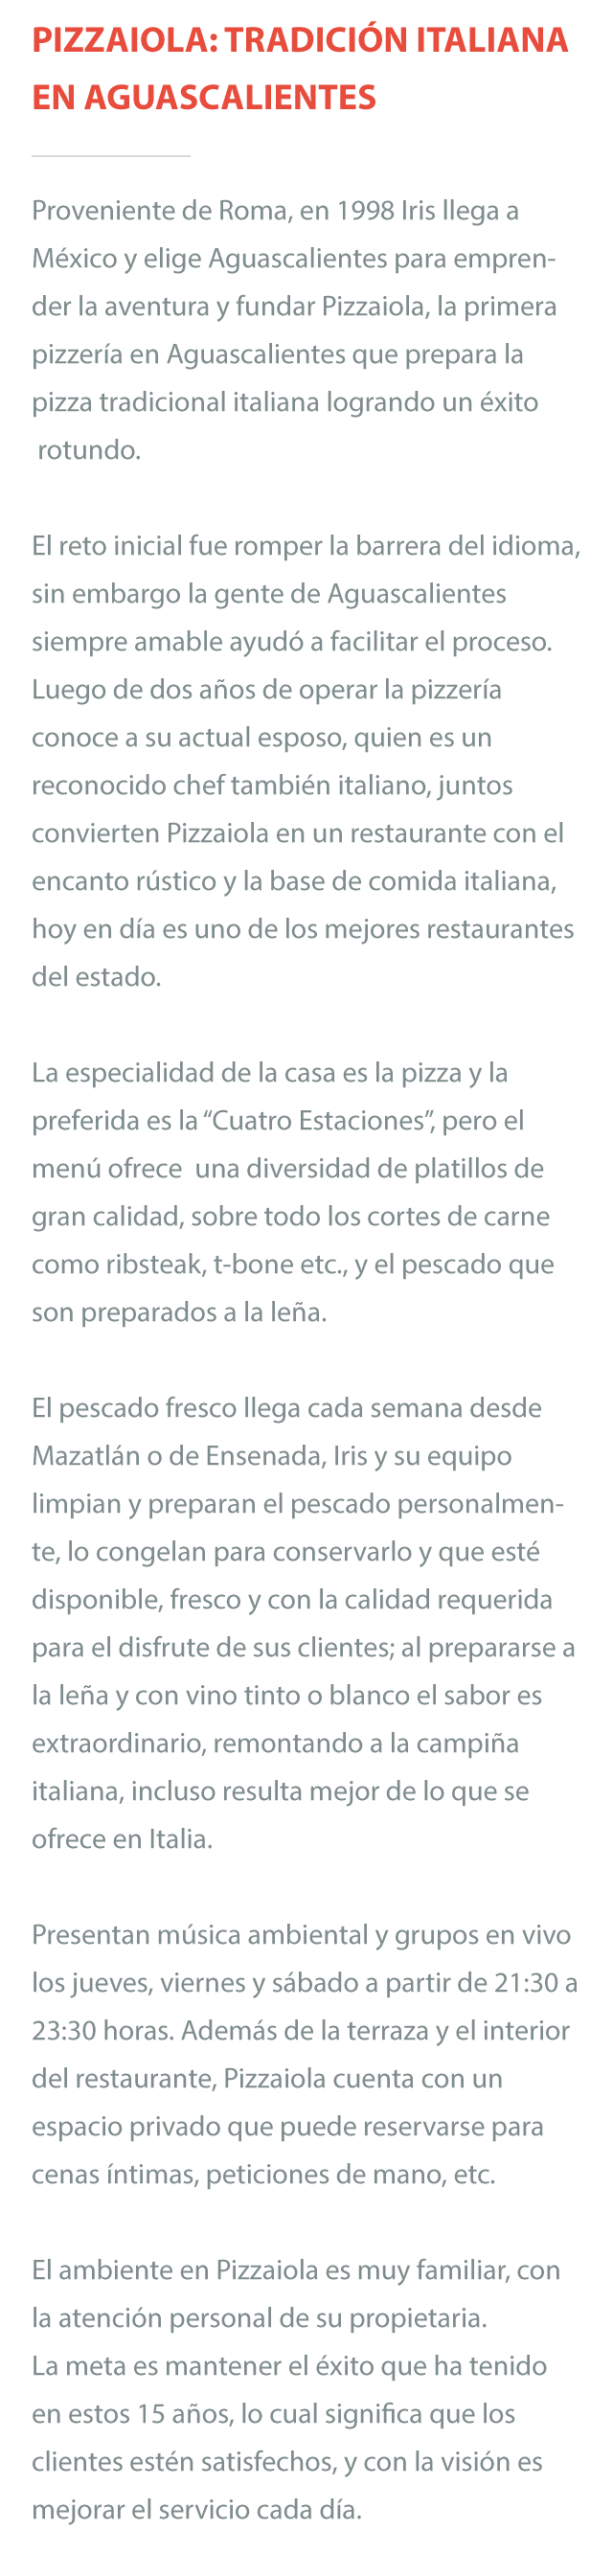 PIZZAIOLA: TRADICIÓN ITALIANA
EN AGUASCALIENTES
Proveniente de Roma, en 1998 Iris llega a
México y elige Aguascalientes para empren-
der la aventura y fundar Pizzaiola, la primera
pizzería en Aguascalientes que prepara la
pizza tradicional italiana logrando un éxito
rotundo.
El reto inicial fue romper la barrera del idioma,
sin embargo la gente de Aguascalientes
siempre amable ayudó a facilitar el proceso.
Luego de dos años de operar la pizzería
conoce a su actual esposo, quien es un
reconocido chef también italiano, juntos
convierten Pizzaiola en un restaurante con el
encanto rústico y la base de comida italiana,
hoy en día es uno de los mejores restaurantes
del estado.
La especialidad de la casa es la pizza y la
preferida es la “Cuatro Estaciones”, pero el
menú ofrece  una diversidad de platillos de
gran calidad, sobre todo los cortes de carne
como ribsteak, t-bone etc., y el pescado que
son preparados a la leña.
El pescado fresco llega cada semana desde
Mazatlán o de Ensenada, Iris y su equipo
limpian y preparan el pescado personalmen-
te, lo congelan para conservarlo y que esté
disponible, fresco y con la calidad requerida
para el disfrute de sus clientes; al prepararse a
la leña y con vino tinto o blanco el sabor es
extraordinario, remontando a la campiña
italiana, incluso resulta mejor de lo que se
ofrece en Italia.
Presentan música ambiental y grupos en vivo
los jueves, viernes y sábado a partir de 21:30 a
23:30 horas. Además de la terraza y el interior
del restaurante, Pizzaiola cuenta con un
espacio privado que puede reservarse para
cenas íntimas, peticiones de mano, etc.
El ambiente en Pizzaiola es muy familiar, con
la atención personal de su propietaria.
La meta es mantener el éxito que ha tenido
en estos 15 años, lo cual significa que los
clientes estén satisfechos, y con la visión es
mejorar el servicio cada día.